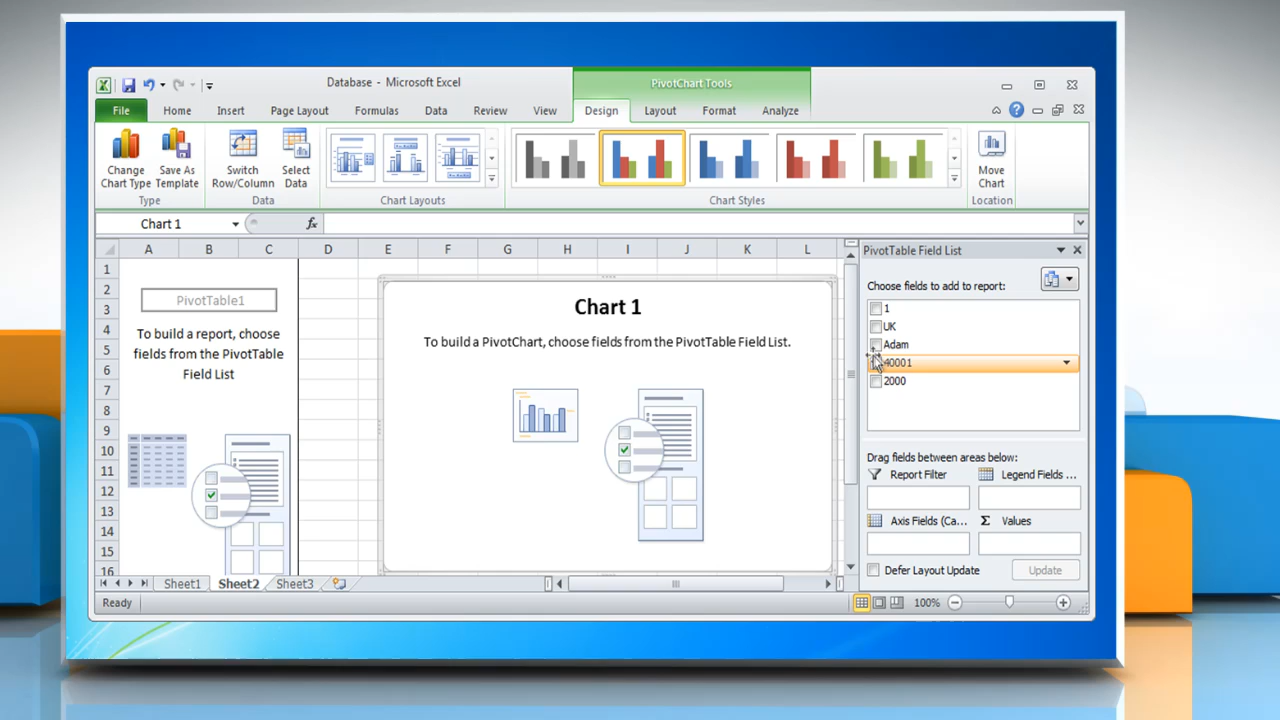 Database - Microsoft Excel
PivotChart Tools
File
Home
Insert
Page Layout
Formulas
Data
Review
View
Design
Layout
Format
Analyze
Change
Chart Type
Save As
Template
Type
Switch
Row/Column
Select
Data
Data
Chart Layouts
Chart Styles
Move
Chart
Location
Chart 1
fx
A B C D E F G H I J K L
1
2
3
4
5
6
7
8
9
10
11
12
13
14
15
16
PivotTable1
To build a report, choose
fields from the PivotTable
Field List
Chart 1
To build a PivotChart, choose fields from the PivotTable Field List.
PivotTable Field List
Choose fields to add to report:
1
UK
Adam
40001
2000
Drag fields between areas below:
Report Filter
Legend Fields ...
Axis Fields (Ca...
Σ Values
Defer Layout Update
Update
Sheet1
Sheet2
Sheet3
Ready
100%